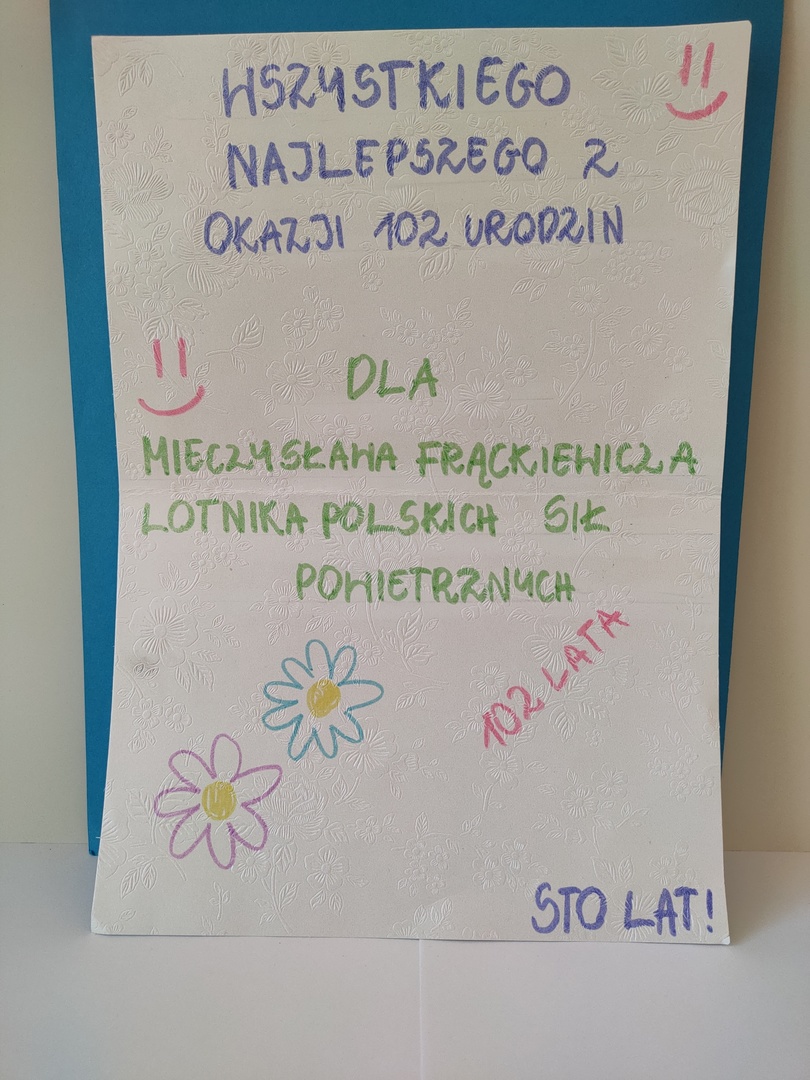 WSZYSTKIEGO
NAJLEPSZEGO Z
OKAZJI 102 URODZIN
DLA
MIECZYSŁAWA FRĄCKIEWICZA
LOTNIKA POLSKICH SIŁ
POWIETRZNYCH
102 LATA
STO LAT!